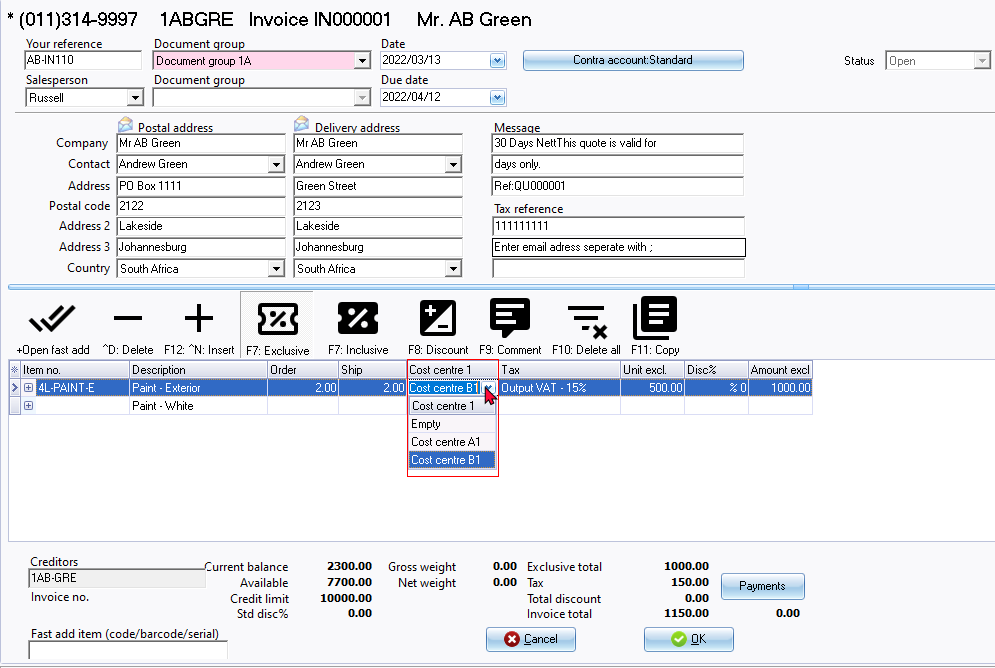 * (011)314-9997 1ABGRE Invoice IN000001 Mr. AB Green
Your reference Document group Date
AB-IN110 Document group 1A 2022/03/13 Contra account:Standard Status Open
Salesperson Document group Due date
Russell 2022/04/12
Postal address Delivery address Message
Company Mr AB Green Mr AB Green 30 Days NettThis quote is valid for
Contact Andrew Green Andrew Green days only.
Address PO Box 1111 Green Street Ref:QU000001
Postal code 2122 2123 Tax reference
Address 2 Lakeside Lakeside 111111111
Address 3 Johannesburg Johannesburg Enter email adress seperate with ;
Country South Africa South Africa
+Open fast add ^D: Delete F12: ^N: Insert F7: Exclusive F7: Inclusive F8: Discount F9: Comment F10: Delete all F11: Copy
Item no. Description Order Ship Cost centre 1 Tax Unit excl. Disc% Amount excl
4L-PAINT-E Paint - Exterior 2.00 2.00 Cost centre B1 Output VAT - 15% 500.00 % 0 1000.00
Paint - White Cost centre 1
Empty
Cost centre A1
Cost centre B1
Creditors Current balance 2300.00 Gross weight 0.00 Exclusive total 1000.00
1AB-GRE Available 7700.00 Net weight 0.00 Tax 150.00 Payments
Invoice no. Credit limit 10000.00 Total discount 0.00
Std disc% 0.00 Invoice total 1150.00 0.00
Fast add item (code/barcode/serial) Cancel OK